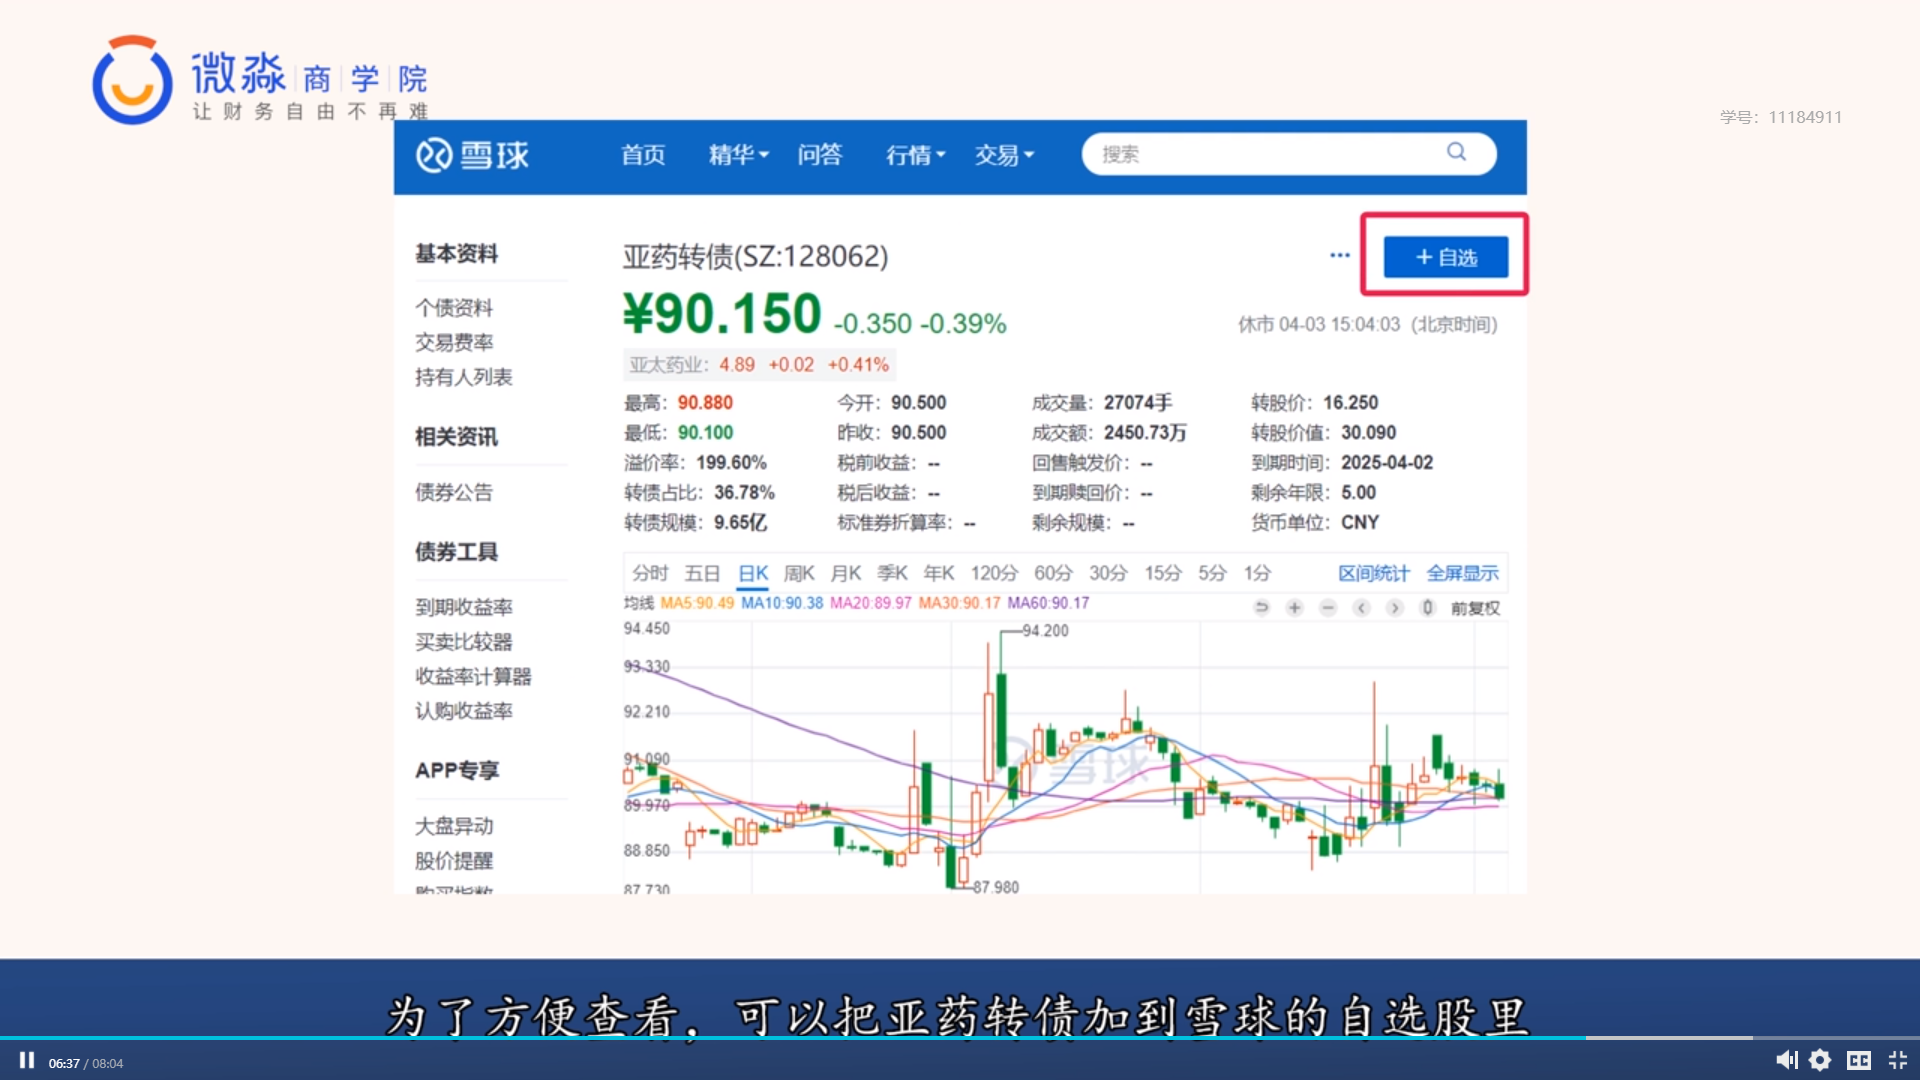 微淼 商 学 院
让财务自由不再难
学号：11184911
雪球
首页 精华 问答 行情 交易 搜索
基本资料
个债资料
交易费率
持有人列表
相关资讯
债券公告
债券工具
到期收益率
买卖比较器
收益率计算器
认购收益率
APP专享
大盘异动
股价提醒
购买指数
亚药转债(SZ:128062)
+ 自选
¥90.150 -0.350 -0.39%
休市 04-03 15:04:03 (北京时间)
亚太药业： 4.89 +0.02 +0.41%
最高：90.880 今开：90.500 成交量：27074手 转股价：16.250
最低：90.100 昨收：90.500 成交额：2450.73万 转股价值：30.090
溢价率：199.60% 税前收益：-- 回售触发价：-- 到期时间：2025-04-02
转债占比：36.78% 税后收益：-- 到期赎回价：-- 剩余年限：5.00
转债规模：9.65亿 标准券折算率：-- 剩余规模：-- 货币单位：CNY
分时 五日 日K 周K 月K 季K 年K 120分 60分 30分 15分 5分 1分 区间统计 全屏显示
均线 MA5:90.49 MA10:90.38 MA20:89.97 MA30:90.17 MA60:90.17 前复权
94.450
94.200
93.330
92.210
91.090
雪球
89.970
88.850
87.980
87.730
为了方便查看，可以把亚药转债加到雪球的自选股里
06:37 / 08:04
CC